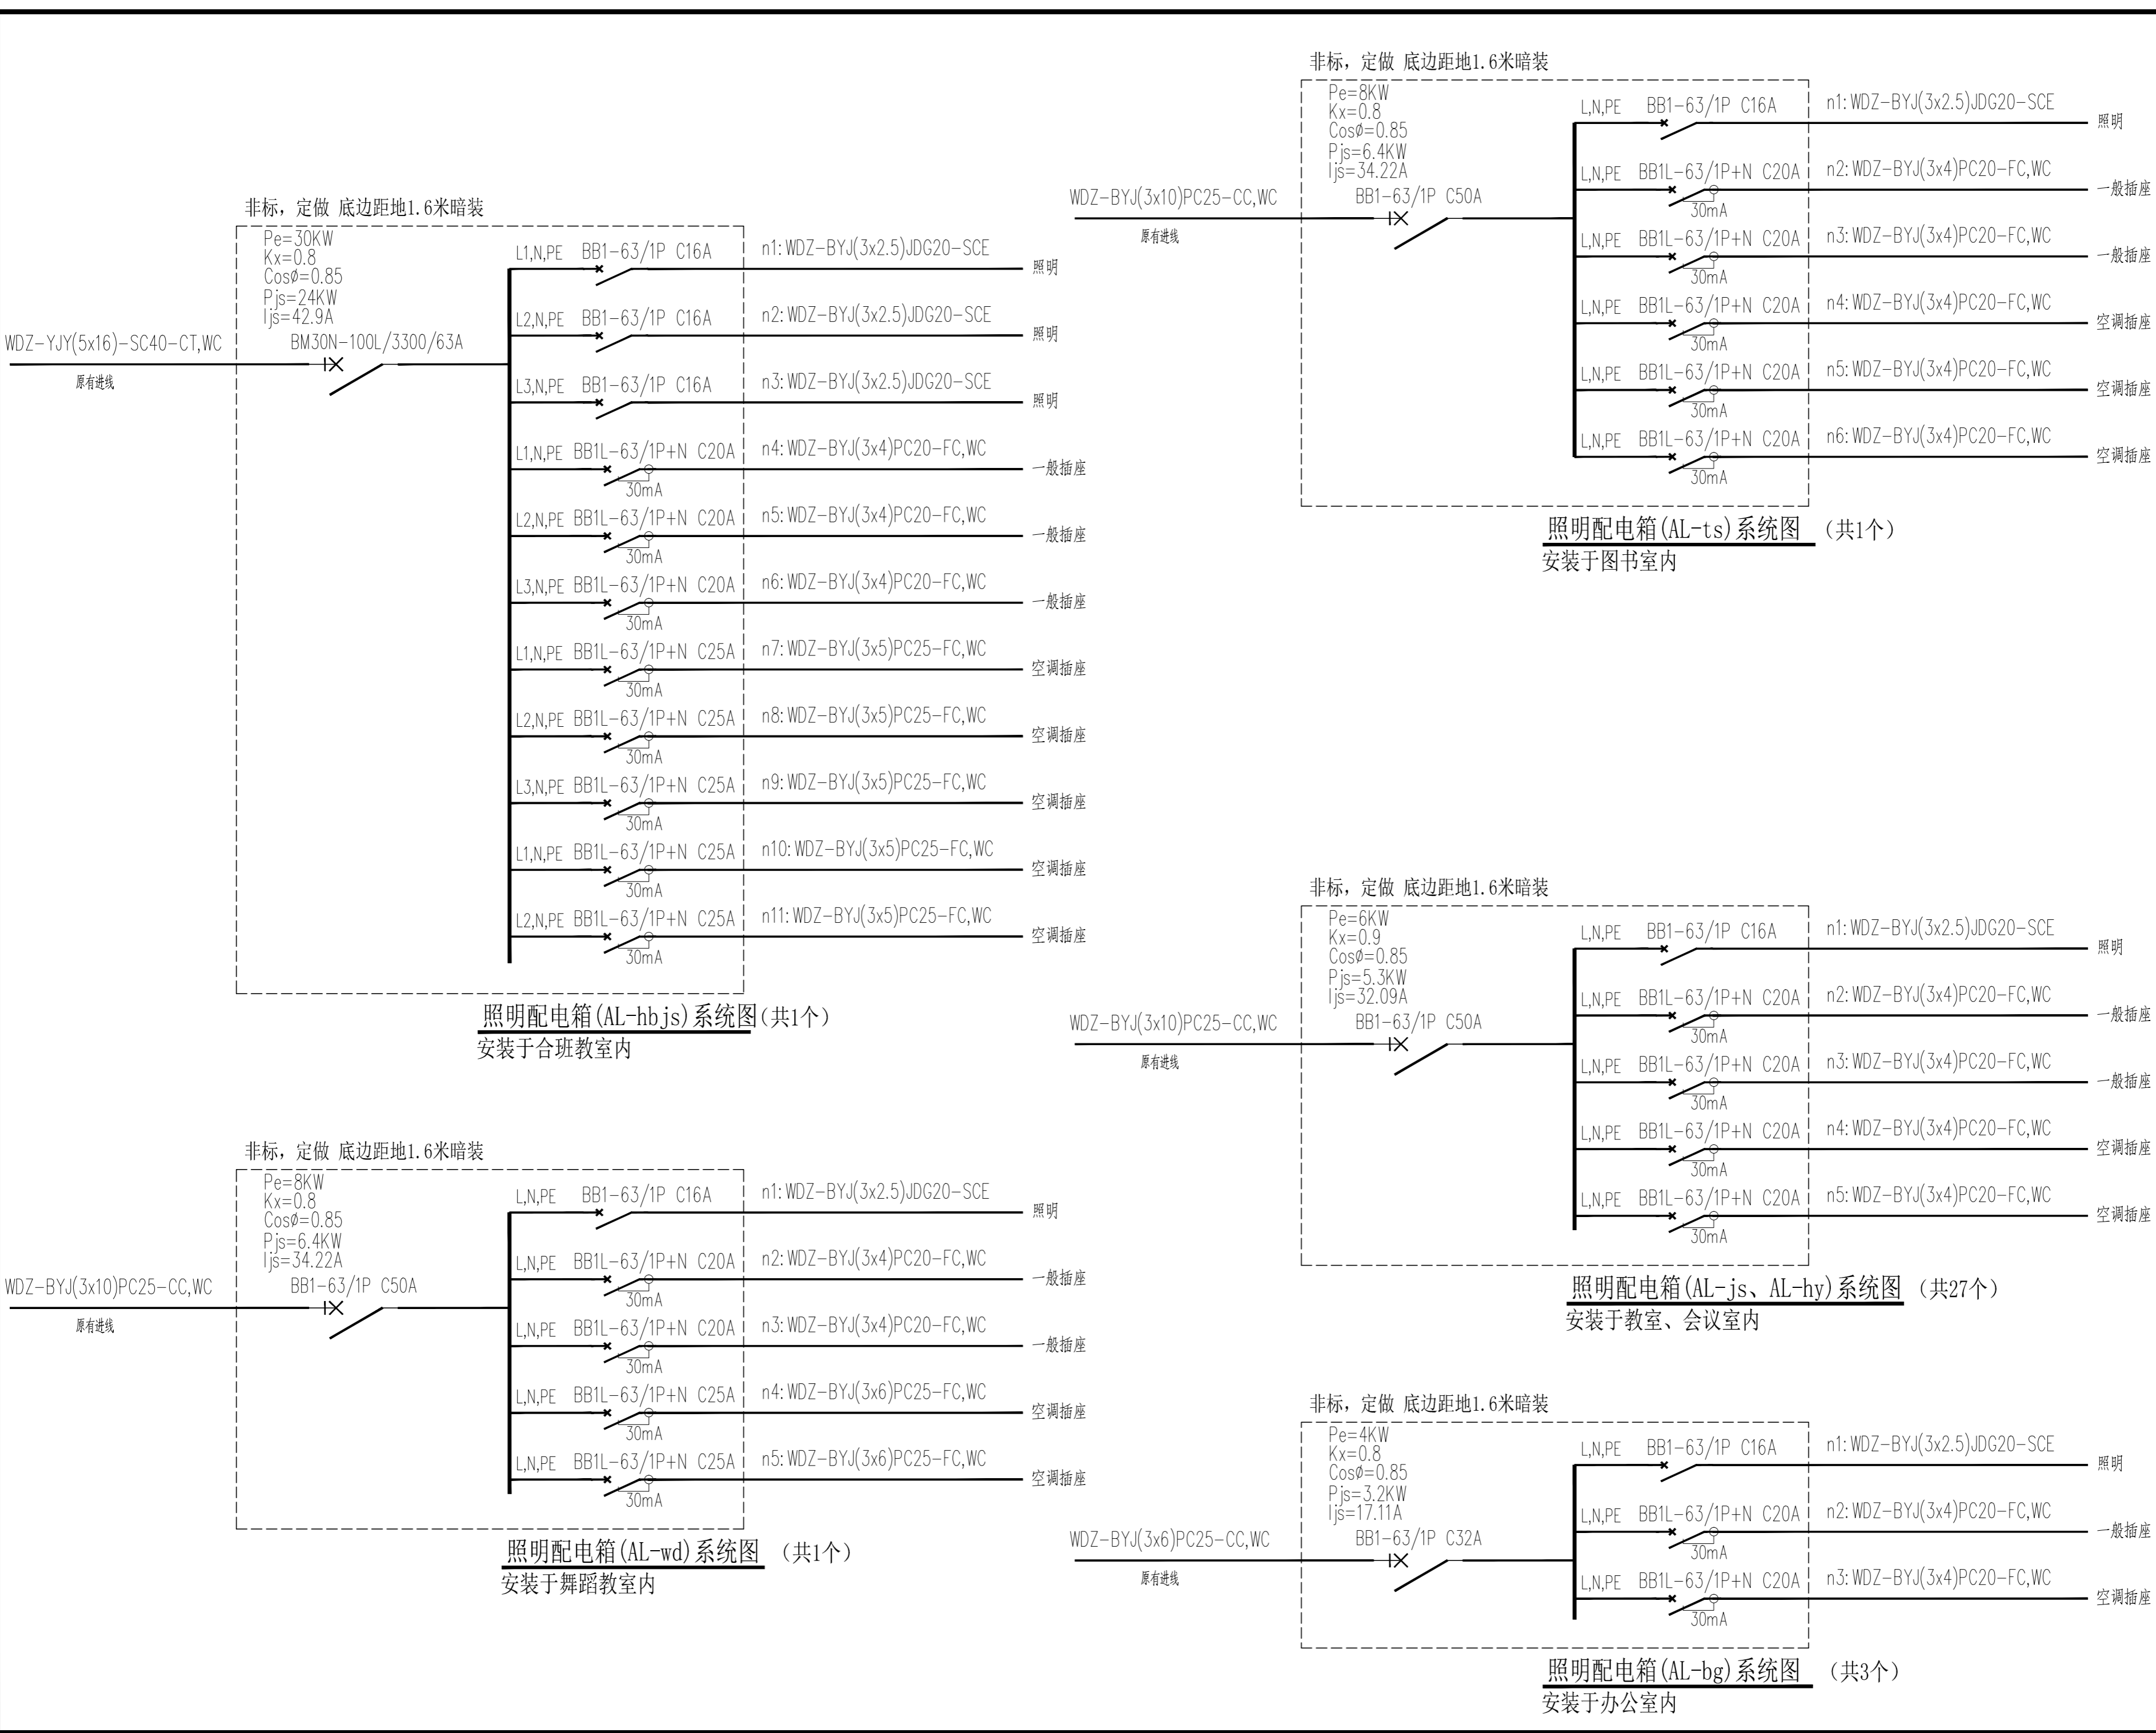 非标，定做 底边距地1.6米暗装
Pe=30KW
Kx=0.8
Cosø=0.85
Pjs=24KW
Ijs=42.9A
WDZ-YJY(5x16)-SC40-CT,WC
原有进线
BM30N-100L/3300/63A
L1,N,PE BB1-63/1P C16A n1:WDZ-BYJ(3x2.5)JDG20-SCE 照明
L2,N,PE BB1-63/1P C16A n2:WDZ-BYJ(3x2.5)JDG20-SCE 照明
L3,N,PE BB1-63/1P C16A n3:WDZ-BYJ(3x2.5)JDG20-SCE 照明
L1,N,PE BB1L-63/1P+N C20A n4:WDZ-BYJ(3x4)PC20-FC,WC 一般插座
30mA
L2,N,PE BB1L-63/1P+N C20A n5:WDZ-BYJ(3x4)PC20-FC,WC 一般插座
30mA
L3,N,PE BB1L-63/1P+N C20A n6:WDZ-BYJ(3x4)PC20-FC,WC 一般插座
30mA
L1,N,PE BB1L-63/1P+N C25A n7:WDZ-BYJ(3x5)PC25-FC,WC 空调插座
30mA
L2,N,PE BB1L-63/1P+N C25A n8:WDZ-BYJ(3x5)PC25-FC,WC 空调插座
30mA
L3,N,PE BB1L-63/1P+N C25A n9:WDZ-BYJ(3x5)PC25-FC,WC 空调插座
30mA
L1,N,PE BB1L-63/1P+N C25A n10:WDZ-BYJ(3x5)PC25-FC,WC 空调插座
30mA
L2,N,PE BB1L-63/1P+N C25A n11:WDZ-BYJ(3x5)PC25-FC,WC 空调插座
30mA
照明配电箱(AL-hbjs)系统图（共1个）
安装于合班教室内
非标，定做 底边距地1.6米暗装
Pe=8KW
Kx=0.8
Cosø=0.85
Pjs=6.4KW
Ijs=34.22A
WDZ-BYJ(3x10)PC25-CC,WC
原有进线
BB1-63/1P C50A
L,N,PE BB1-63/1P C16A n1:WDZ-BYJ(3x2.5)JDG20-SCE 照明
L,N,PE BB1L-63/1P+N C20A n2:WDZ-BYJ(3x4)PC20-FC,WC 一般插座
30mA
L,N,PE BB1L-63/1P+N C20A n3:WDZ-BYJ(3x4)PC20-FC,WC 一般插座
30mA
L,N,PE BB1L-63/1P+N C25A n4:WDZ-BYJ(3x6)PC25-FC,WC 空调插座
30mA
L,N,PE BB1L-63/1P+N C25A n5:WDZ-BYJ(3x6)PC25-FC,WC 空调插座
30mA
照明配电箱(AL-wd)系统图 （共1个）
安装于舞蹈教室内
非标，定做 底边距地1.6米暗装
Pe=8KW
Kx=0.8
Cosø=0.85
Pjs=6.4KW
Ijs=34.22A
WDZ-BYJ(3x10)PC25-CC,WC
原有进线
BB1-63/1P C50A
L,N,PE BB1-63/1P C16A n1:WDZ-BYJ(3x2.5)JDG20-SCE 照明
L,N,PE BB1L-63/1P+N C20A n2:WDZ-BYJ(3x4)PC20-FC,WC 一般插座
30mA
L,N,PE BB1L-63/1P+N C20A n3:WDZ-BYJ(3x4)PC20-FC,WC 一般插座
30mA
L,N,PE BB1L-63/1P+N C20A n4:WDZ-BYJ(3x4)PC20-FC,WC 空调插座
30mA
L,N,PE BB1L-63/1P+N C20A n5:WDZ-BYJ(3x4)PC20-FC,WC 空调插座
30mA
L,N,PE BB1L-63/1P+N C20A n6:WDZ-BYJ(3x4)PC20-FC,WC 空调插座
30mA
照明配电箱(AL-ts)系统图 （共1个）
安装于图书室内
非标，定做 底边距地1.6米暗装
Pe=6KW
Kx=0.9
Cosø=0.85
Pjs=5.3KW
Ijs=32.09A
WDZ-BYJ(3x10)PC25-CC,WC
原有进线
BB1-63/1P C50A
L,N,PE BB1-63/1P C16A n1:WDZ-BYJ(3x2.5)JDG20-SCE 照明
L,N,PE BB1L-63/1P+N C20A n2:WDZ-BYJ(3x4)PC20-FC,WC 一般插座
30mA
L,N,PE BB1L-63/1P+N C20A n3:WDZ-BYJ(3x4)PC20-FC,WC 一般插座
30mA
L,N,PE BB1L-63/1P+N C20A n4:WDZ-BYJ(3x4)PC20-FC,WC 空调插座
30mA
L,N,PE BB1L-63/1P+N C20A n5:WDZ-BYJ(3x4)PC20-FC,WC 空调插座
30mA
照明配电箱(AL-js、AL-hy)系统图 （共27个）
安装于教室、会议室内
非标，定做 底边距地1.6米暗装
Pe=4KW
Kx=0.8
Cosø=0.85
Pjs=3.2KW
Ijs=17.11A
WDZ-BYJ(3x6)PC25-CC,WC
原有进线
BB1-63/1P C32A
L,N,PE BB1-63/1P C16A n1:WDZ-BYJ(3x2.5)JDG20-SCE 照明
L,N,PE BB1L-63/1P+N C20A n2:WDZ-BYJ(3x4)PC20-FC,WC 一般插座
30mA
L,N,PE BB1L-63/1P+N C20A n3:WDZ-BYJ(3x4)PC20-FC,WC 空调插座
30mA
照明配电箱(AL-bg)系统图 （共3个）
安装于办公室内